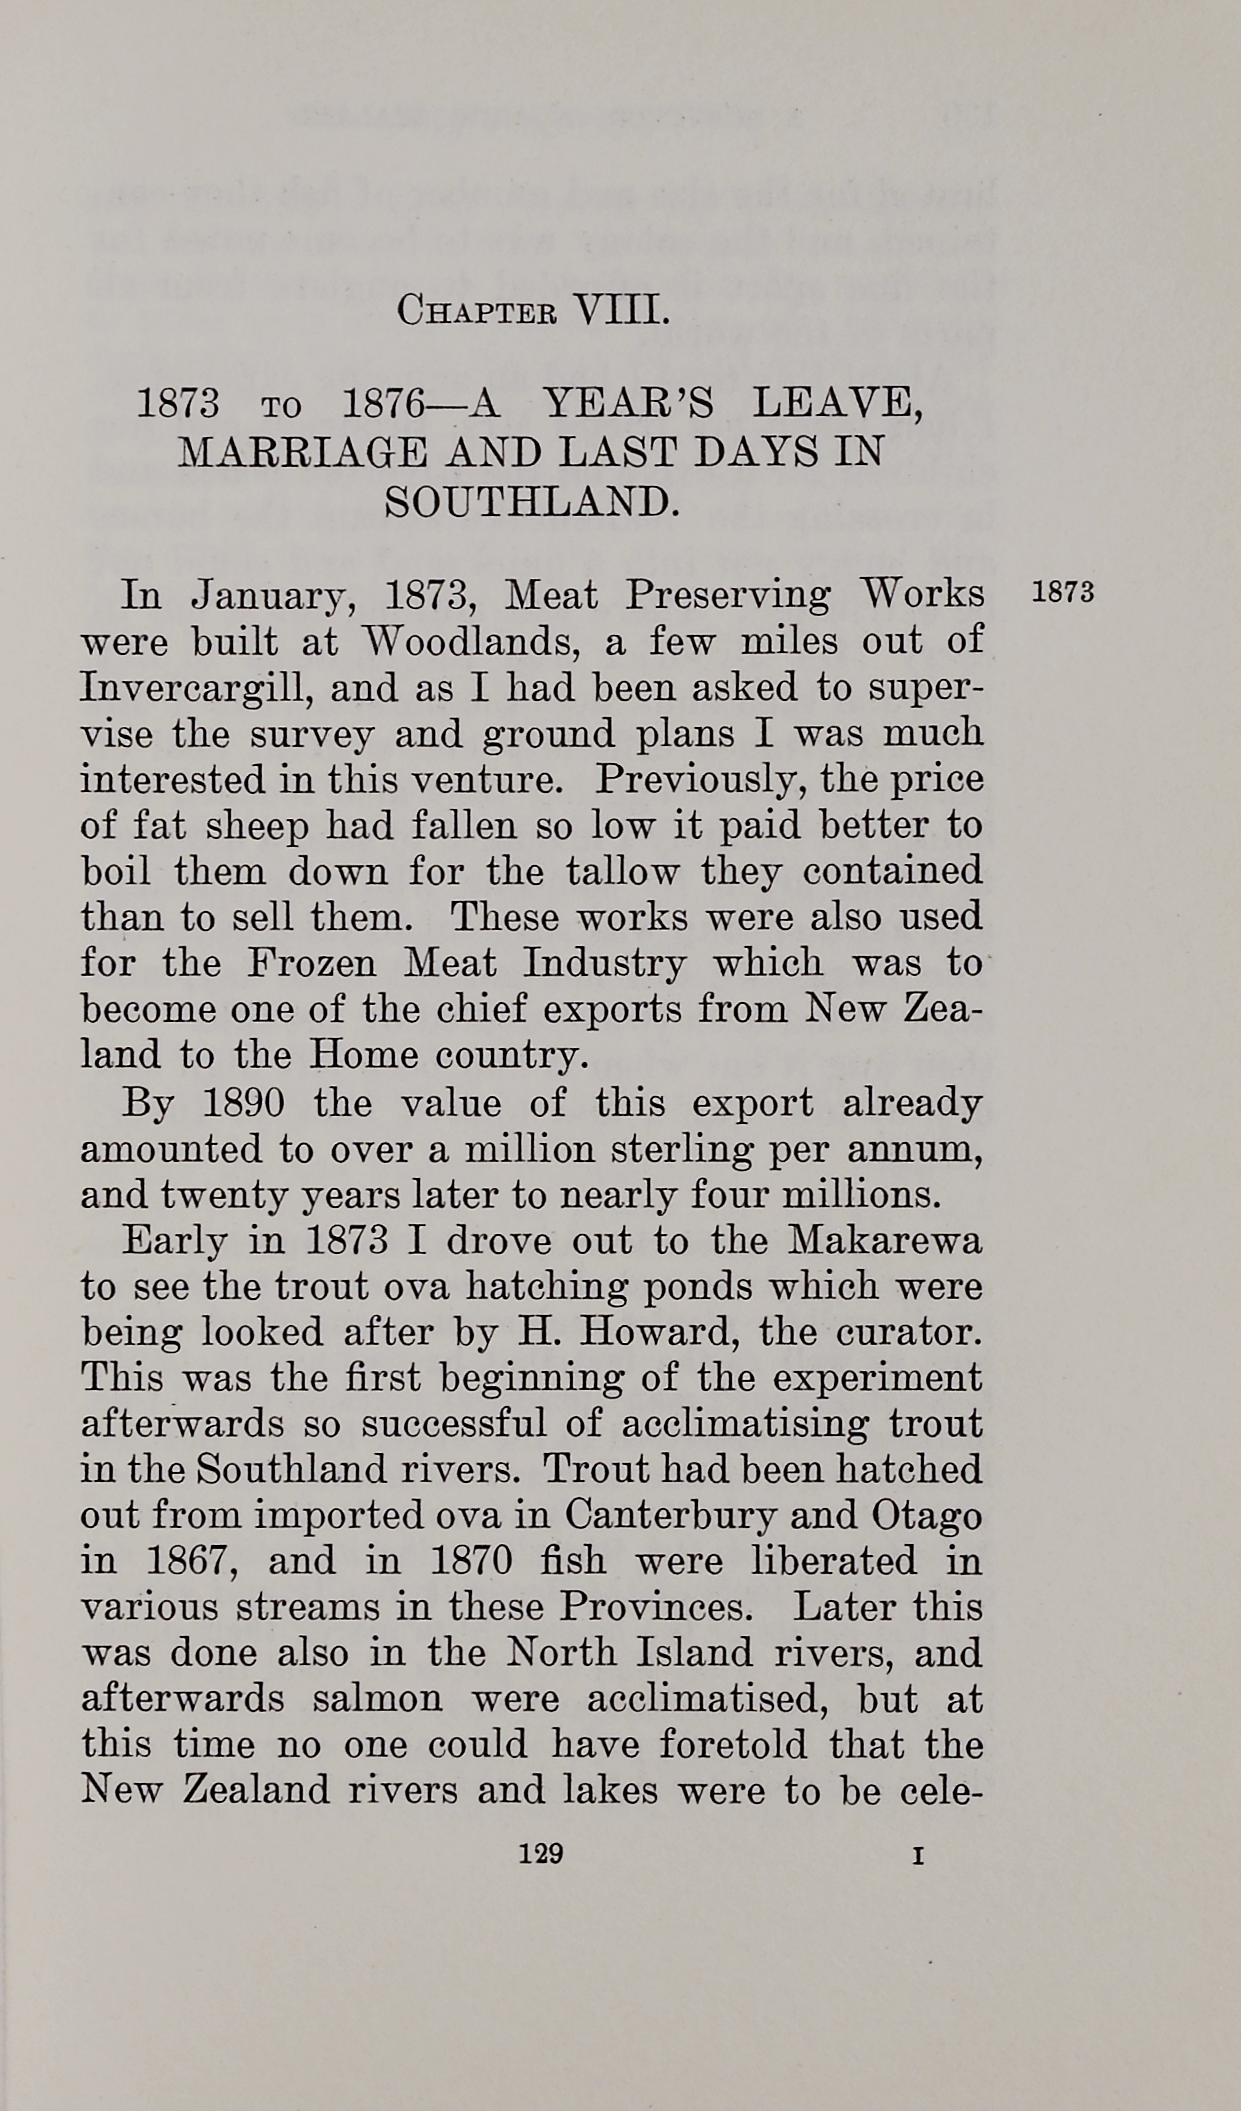 CHAPTER VIII.
1873 TO 1876—A YEAR'S LEAVE,
MARRIAGE AND LAST DAYS IN
SOUTHLAND.
In January, 1873, Meat Preserving Works 1873
were built at Woodlands, a few miles out of
Invercargill, and as I had been asked to super-
vise the survey and ground plans I was much
interested in this venture. Previously, the price
of fat sheep had fallen so low it paid better to
boil them down for the tallow they contained
than to sell them. These works were also used
for the Frozen Meat Industry which was to
become one of the chief exports from New Zea-
land to the Home country.
By 1890 the value of this export already
amounted to over a million sterling per annum,
and twenty years later to nearly four millions.
Early in 1873 I drove out to the Makarewa
to see the trout ova hatching ponds which were
being looked after by H. Howard, the curator.
This was the first beginning of the experiment
afterwards so successful of acclimatising trout
in the Southland rivers. Trout had been hatched
out from imported ova in Canterbury and Otago
in 1867, and in 1870 fish were liberated in
various streams in these Provinces. Later this
was done also in the North Island rivers, and
afterwards salmon were acclimatised, but at
this time no one could have foretold that the
New Zealand rivers and lakes were to be cele-
129 I